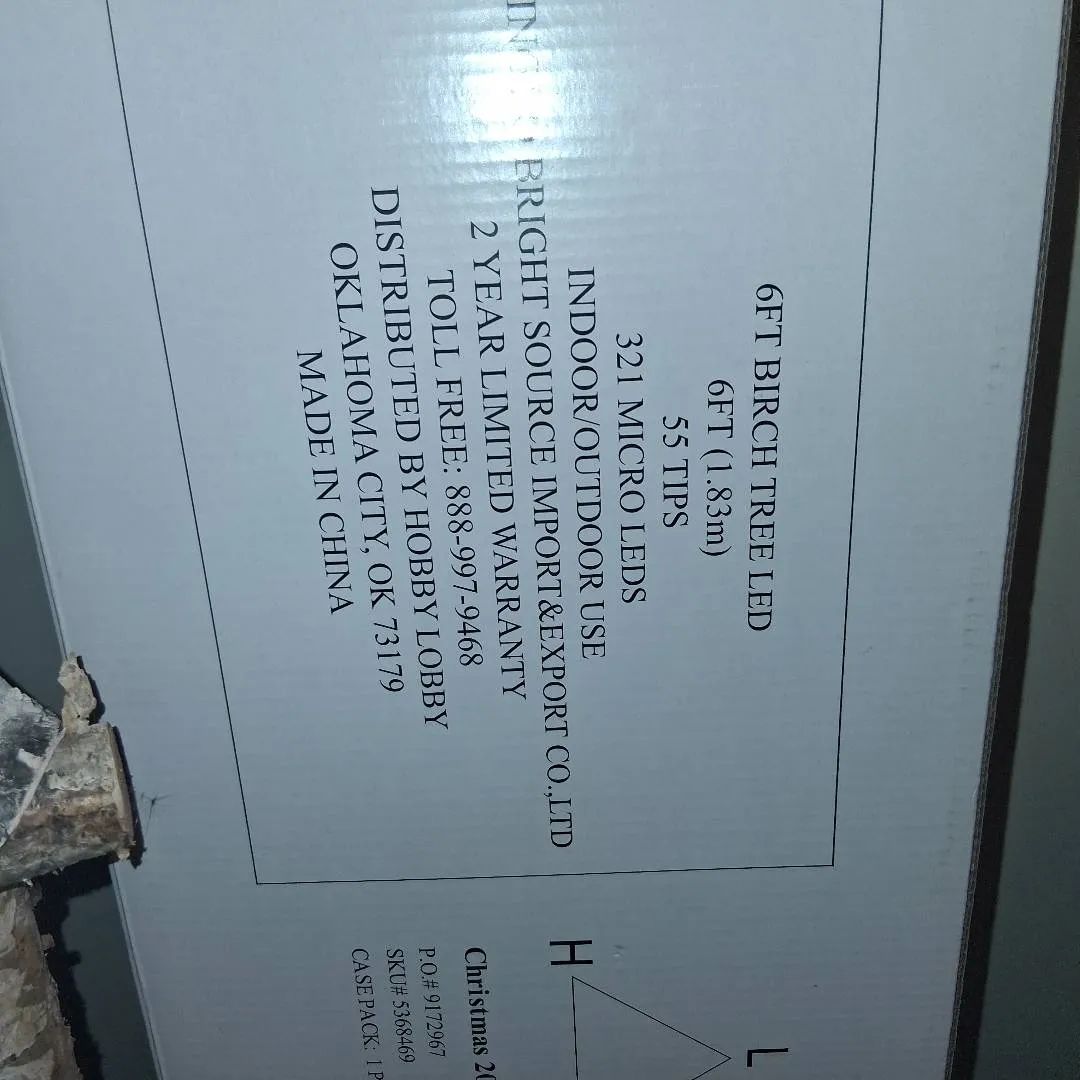 6FT BIRCH TREE LED
6FT (1.83m)
55 TIPS
321 MICRO LEDS
INDOOR/OUTDOOR USE
BRIGHT SOURCE IMPORT&EXPORT CO.,LTD
2 YEAR LIMITED WARRANTY
TOLL FREE: 888-997-9468
DISTRIBUTED BY HOBBY LOBBY
OKLAHOMA CITY, OK 73179
MADE IN CHINA
L
H
Christmas
P.O.# 9172967
SKU# 5368469
CASE PACK: 1